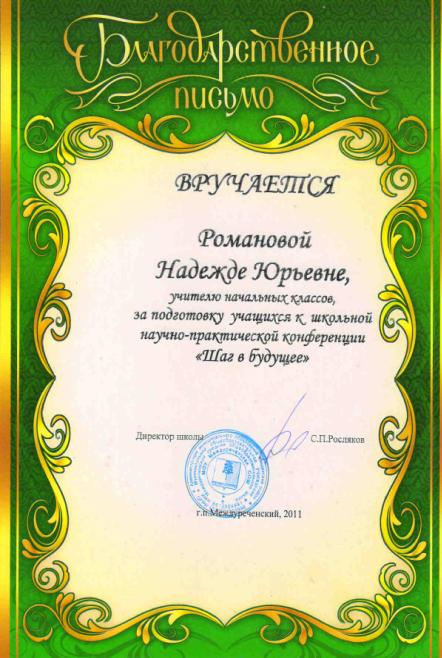 Благодарственное
письмо
ВРУЧАЕТСЯ
Романовой
Надежде Юрьевне,
учителю начальных классов,
за подготовку учащихся к школьной
научно-практической конференции
«Шаг в будущее»
Директор школы
С.П.Росляков
г.п.Междуреченский, 2011